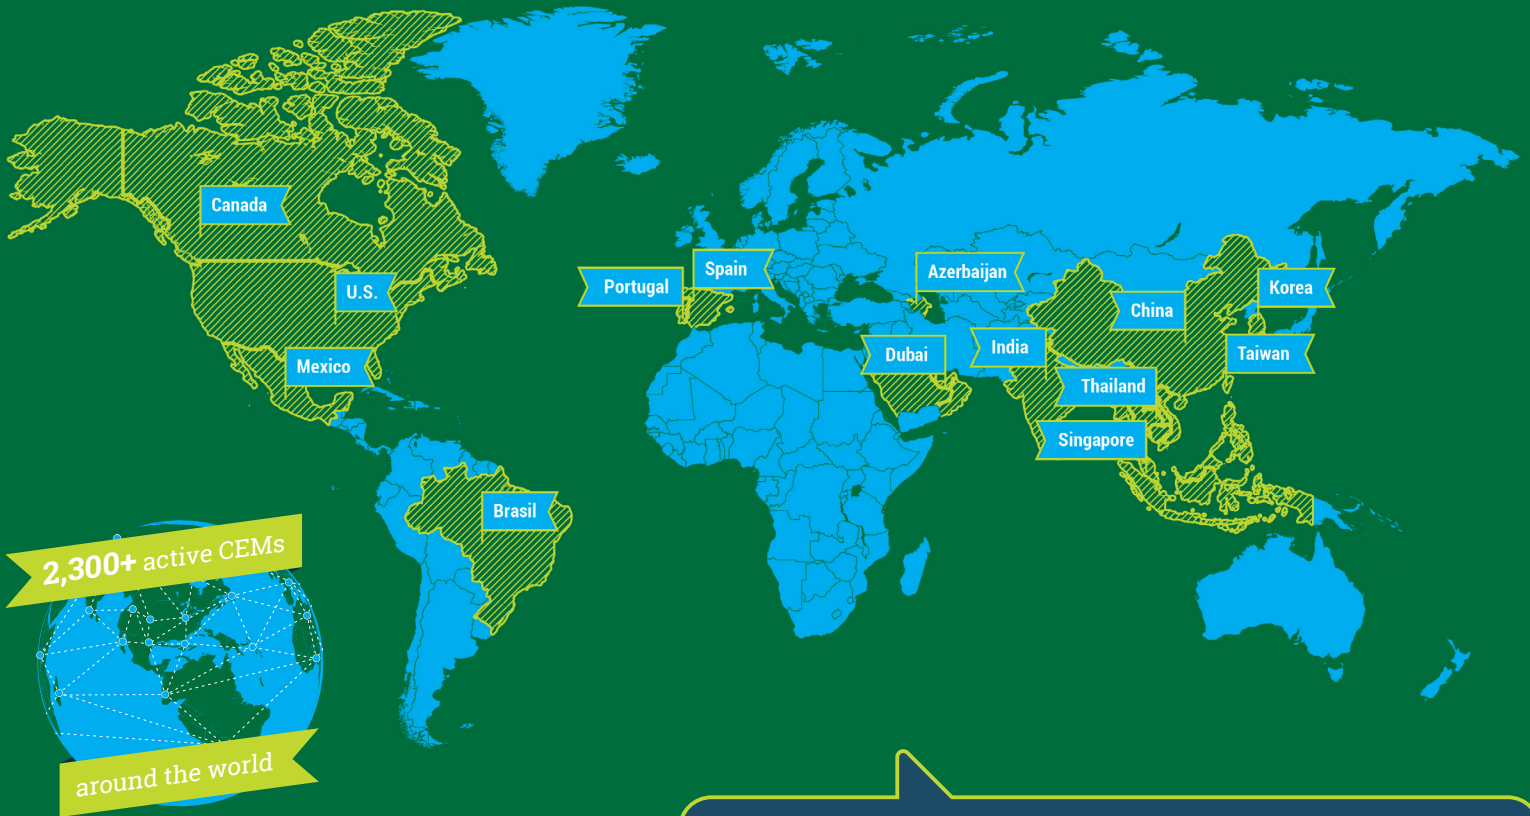 Canada
U.S.
Mexico
Portugal
Spain
Azerbaijan
China
Korea
Dubai
India
Taiwan
Thailand
Singapore
Brasil
2,300+ active CEMs
around the world